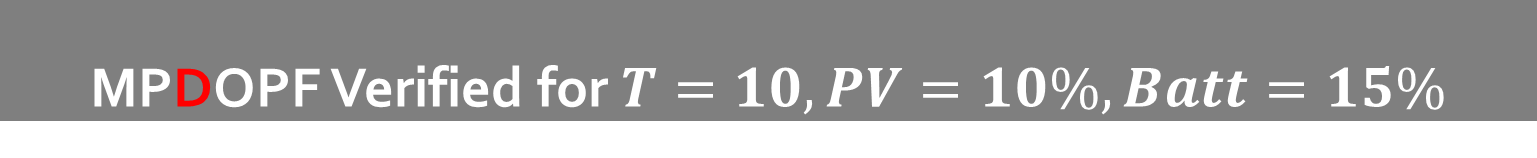 MPDOPF Verified for T = 10, PV = 10%, Batt = 15%